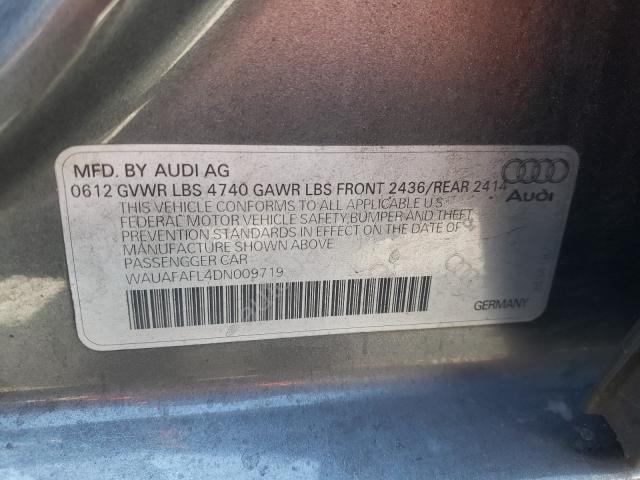 MFD. BY AUDI AG
0612 GVWR LBS 4740 GAWR LBS FRONT 2436/REAR 2414
THIS VEHICLE CONFORMS TO ALL APPLICABLE U.S
FEDERAL MOTOR VEHICLE SAFETY, BUMPER AND THEFT
PREVENTION STANDARDS IN EFFECT ON THE DATE OF
MANUFACTURE SHOWN ABOVE
PASSENGGER CAR
WAUAFAFL4DN009719
Audi
GERMANY